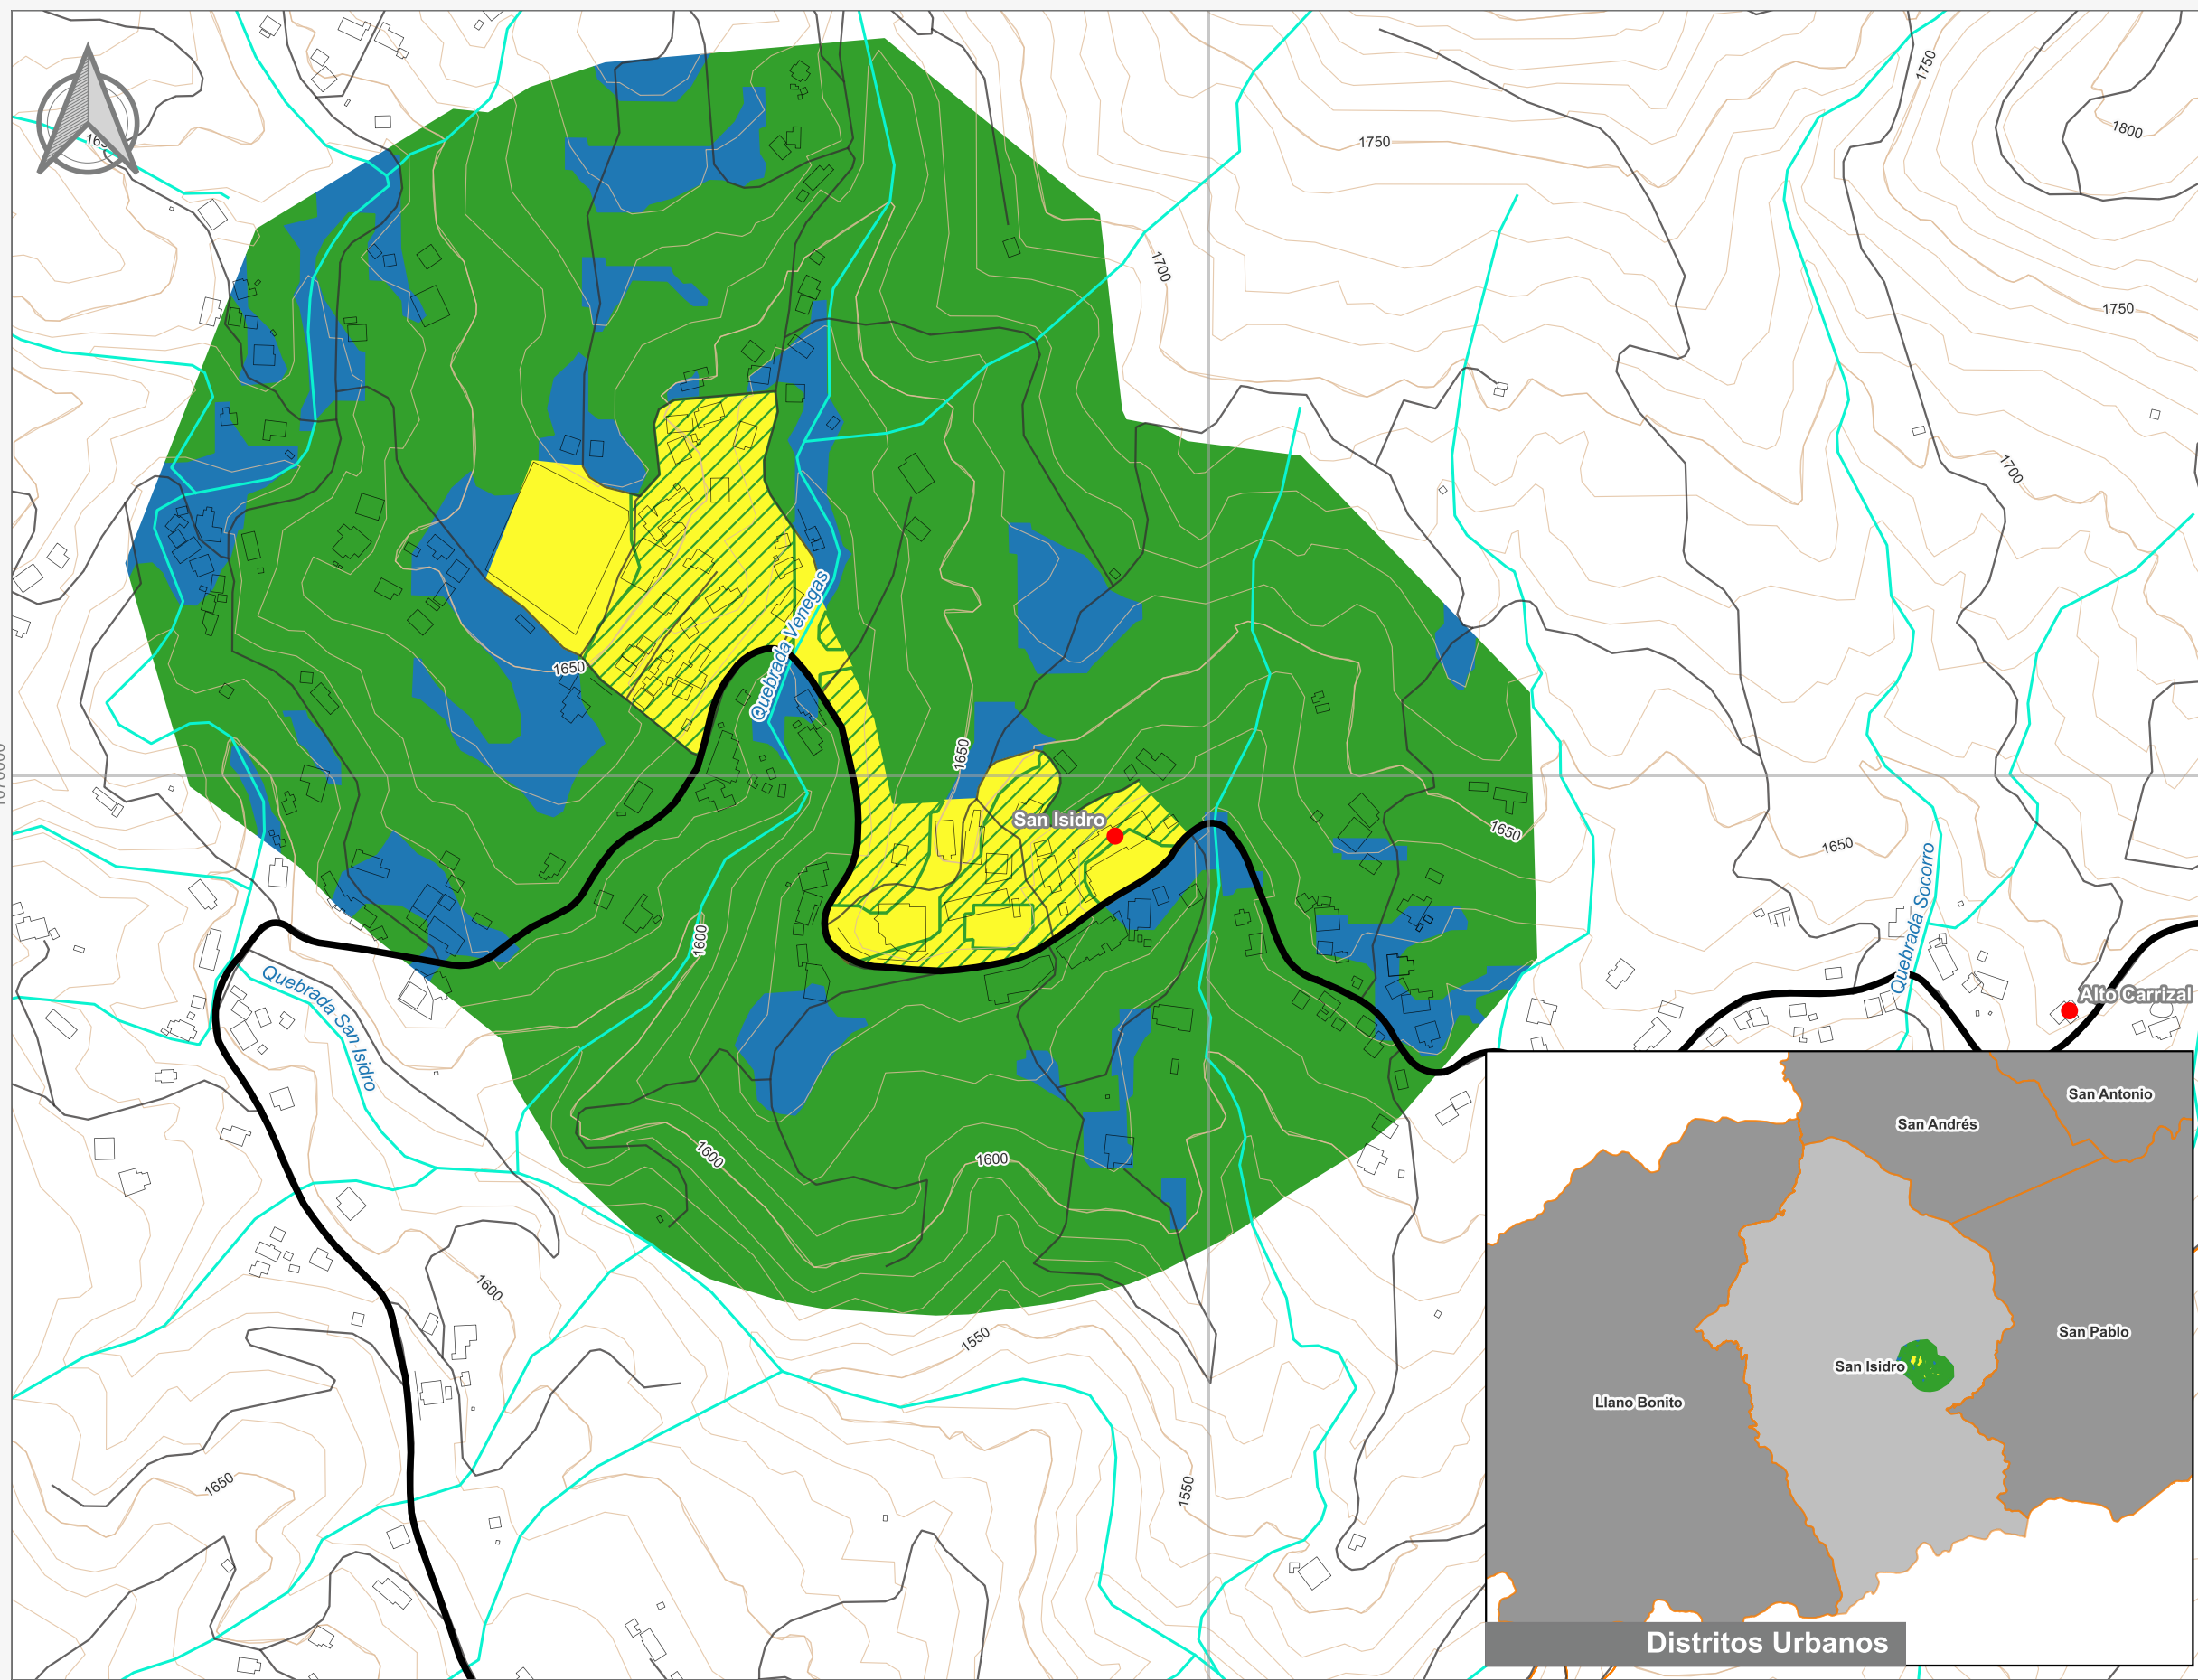 1750
1800
1750
1700
1750
1700
Quebrada Venegas
1650
1650
San Isidro
1650
1650
Quebrada Socorro
1600
Quebrada San Isidro
Alto Carrizal
San Antonio
San Andrés
1600
1600
1600
1550
San Pablo
San Isidro
Llano Bonito
1650
1550
Distritos Urbanos